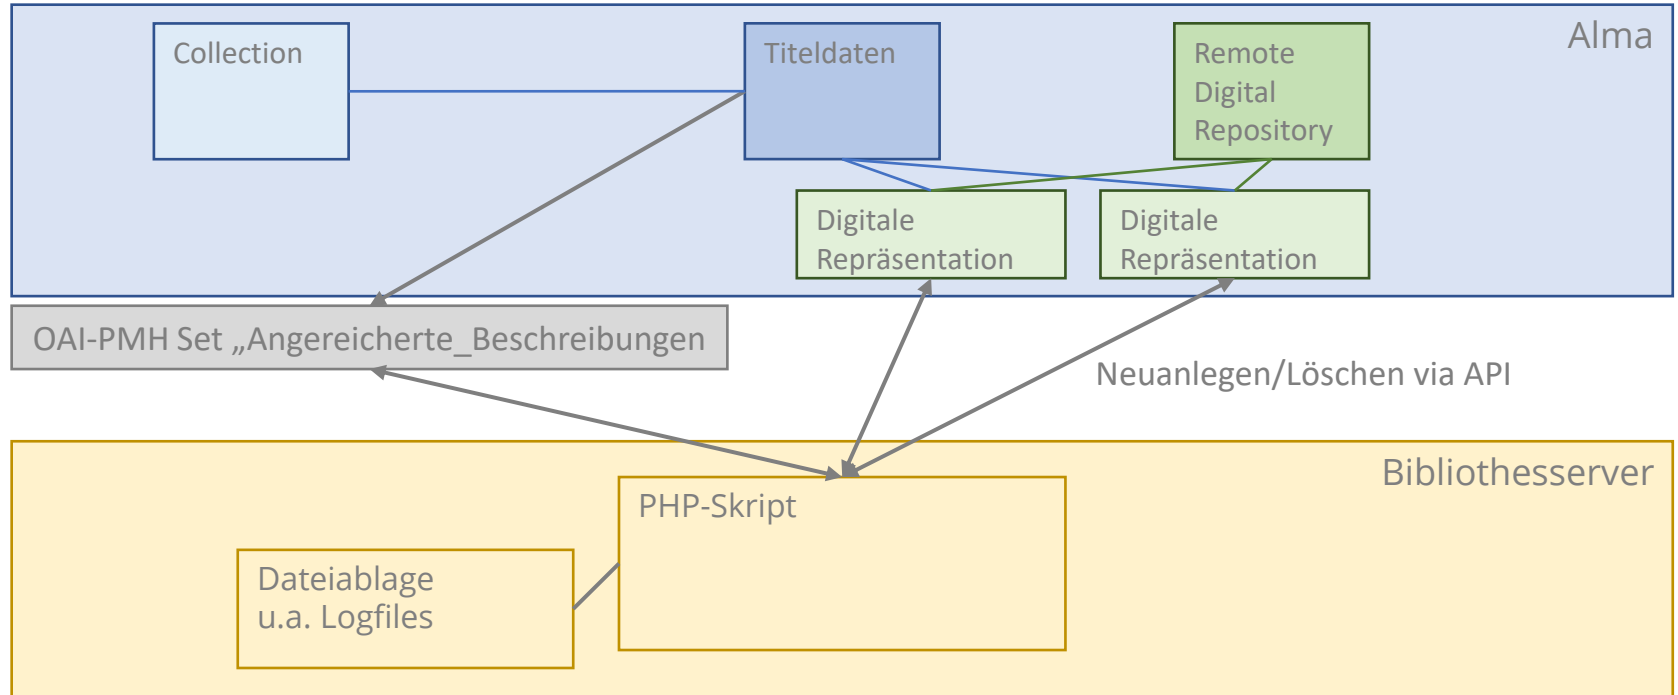 Alma
Collection
Titeldaten
Remote
Digital
Repository
Digitale
Repräsentation
Digitale
Repräsentation
OAI-PMH Set „Angereicherte_Beschreibungen
Neuanlegen/Löschen via API
Bibliothesserver
PHP-Skript
Dateiablage
u.a. Logfiles